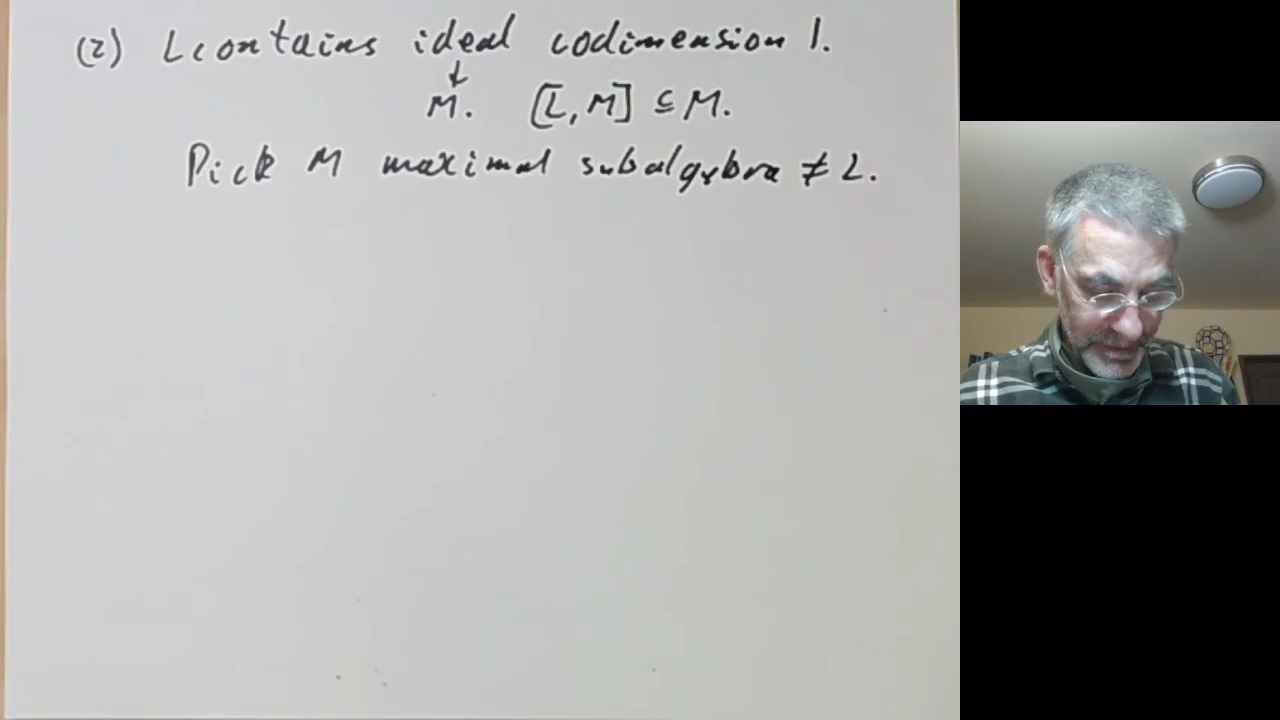 (2) L contains ideal codimension 1.
↓
M. [L, M] ⊆ M.
Pick M maximal subalgebra ≠ L.